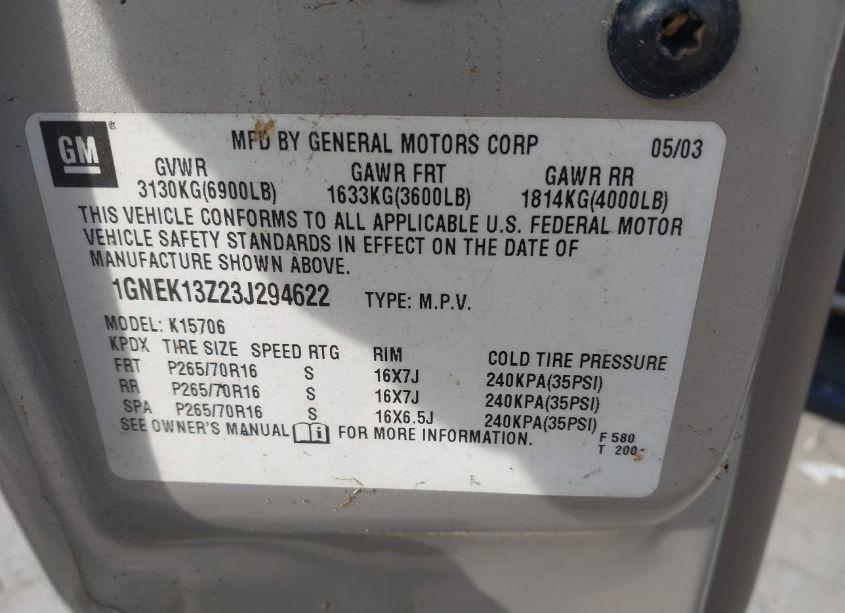 GM
MFD BY GENERAL MOTORS CORP 05/03
GVWR GAWR FRT GAWR RR
3130KG(6900LB) 1633KG(3600LB) 1814KG(4000LB)
THIS VEHICLE CONFORMS TO ALL APPLICABLE U.S. FEDERAL MOTOR
VEHICLE SAFETY STANDARDS IN EFFECT ON THE DATE OF
MANUFACTURE SHOWN ABOVE.
1GNEK13Z23J294622 TYPE: M.P.V.
MODEL: K15706
KPDX TIRE SIZE SPEED RTG RIM COLD TIRE PRESSURE
FRT P265/70R16 S 16X7J 240KPA(35PSI)
RR P265/70R16 S 16X7J 240KPA(35PSI)
SPA P265/70R16 S 16X6.5J 240KPA(35PSI)
SEE OWNER'S MANUAL FOR MORE INFORMATION.
F 580
T 200